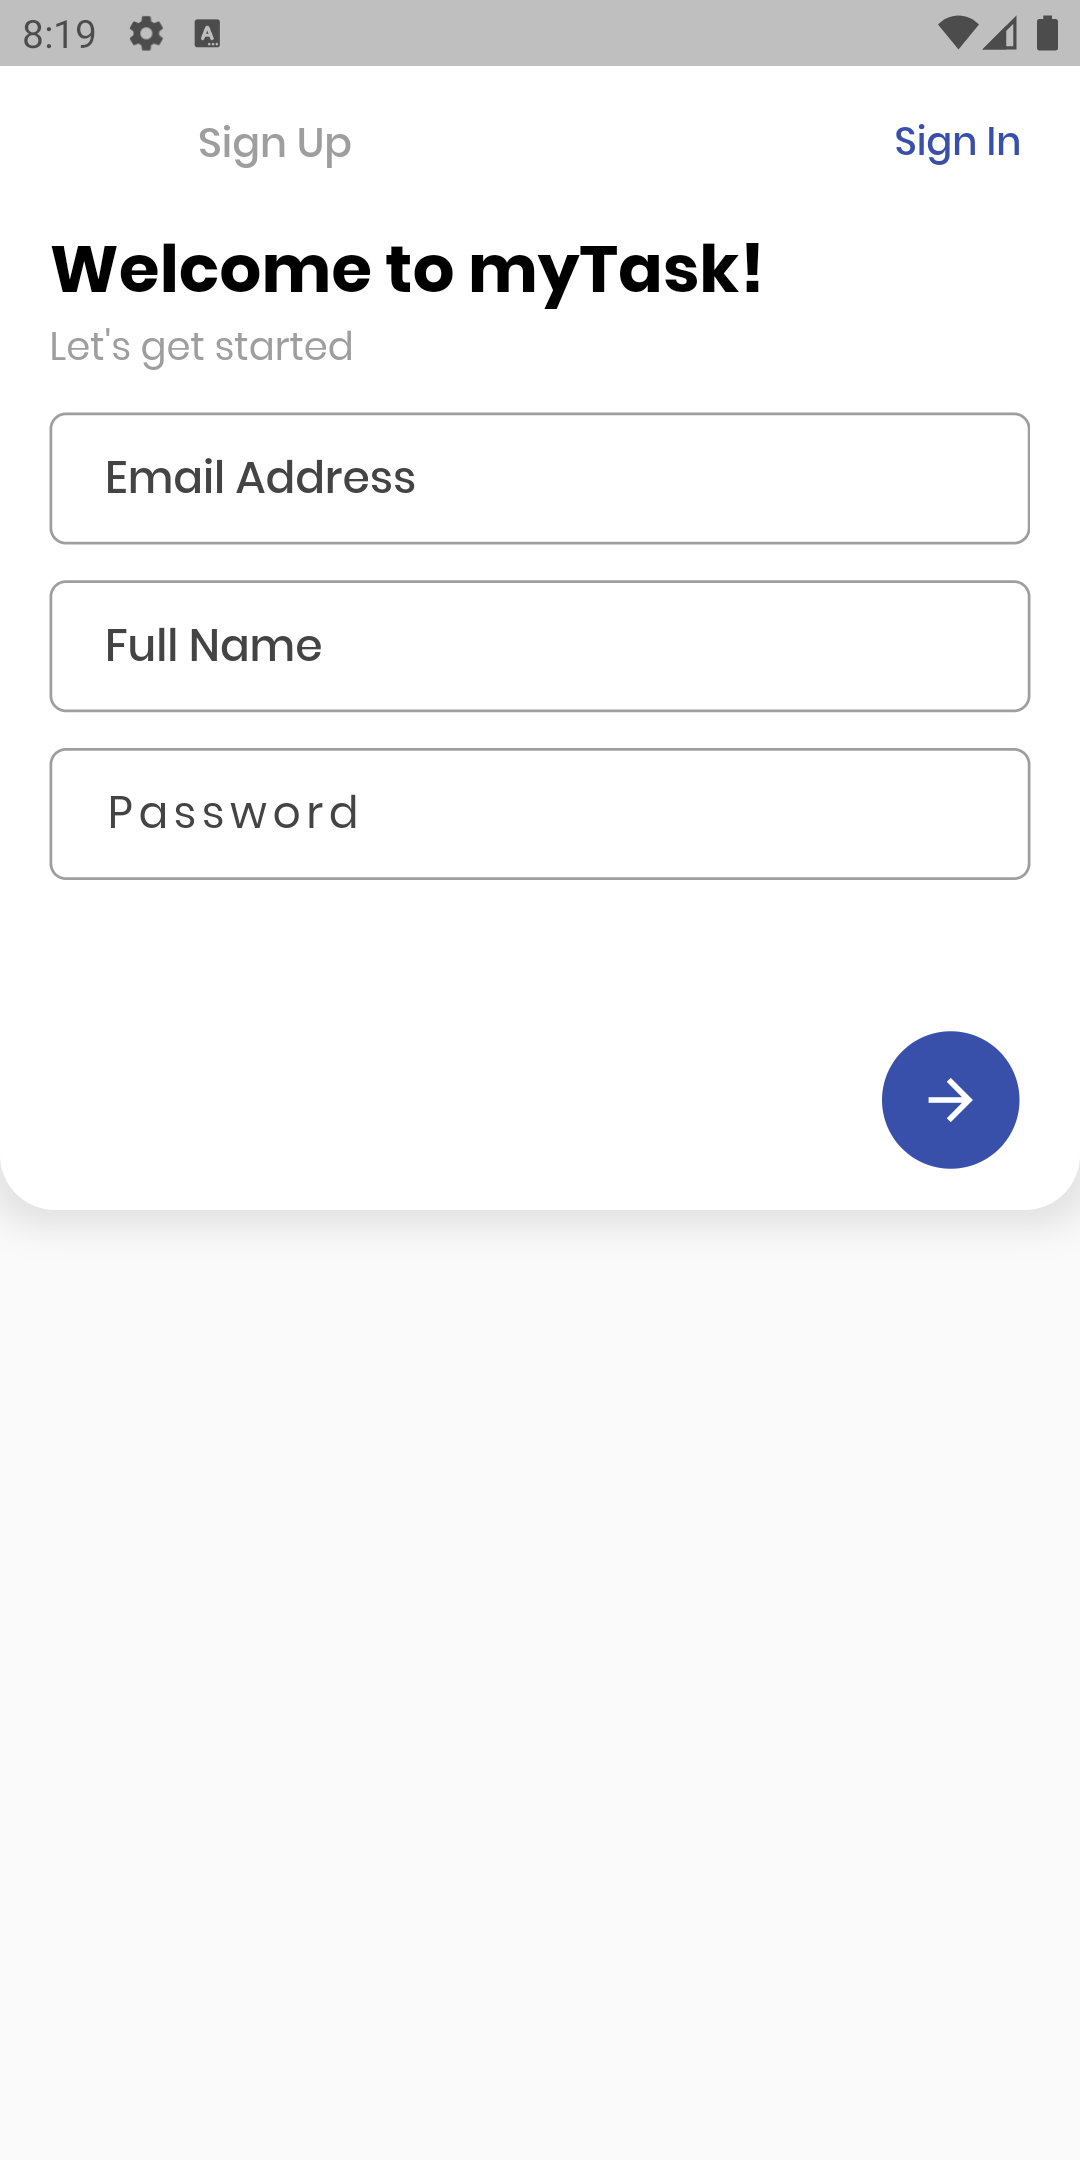 8:19
Sign Up
Sign In
Welcome to myTask!
Let's get started
Email Address
Full Name
Password